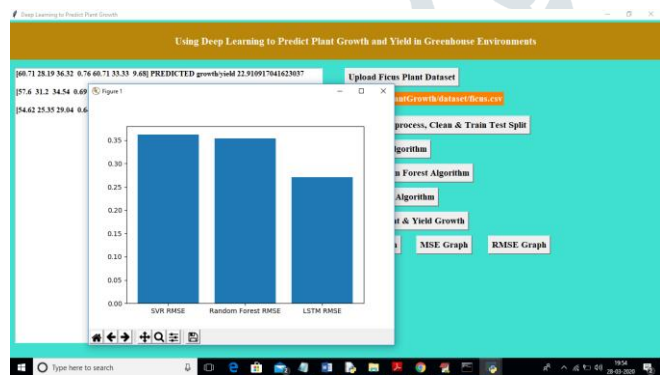 Deep Learning to Predict Plant Growth
Using Deep Learning to Predict Plant Growth and Yield in Greenhouse Environments
[60.71 28.19 36.32 0.76 60.71 33.33 9.68] PREDICTED growth/yield 22.910917041623037
[57.6 31.2 34.54 0.69
[54.62 25.35 29.04 0.6
Upload Ficus Plant Dataset
antGrowth/dataset/ficus.csv
process, Clean & Train Test Split
lgorithm
m Forest Algorithm
Algorithm
nt & Yield Growth
MSE Graph
RMSE Graph
Figure 1
0.35
0.30
0.25
0.20
0.15
0.10
0.05
0.00
SVR RMSE
Random Forest RMSE
LSTM RMSE
Type here to search
19:54
28-03-2020